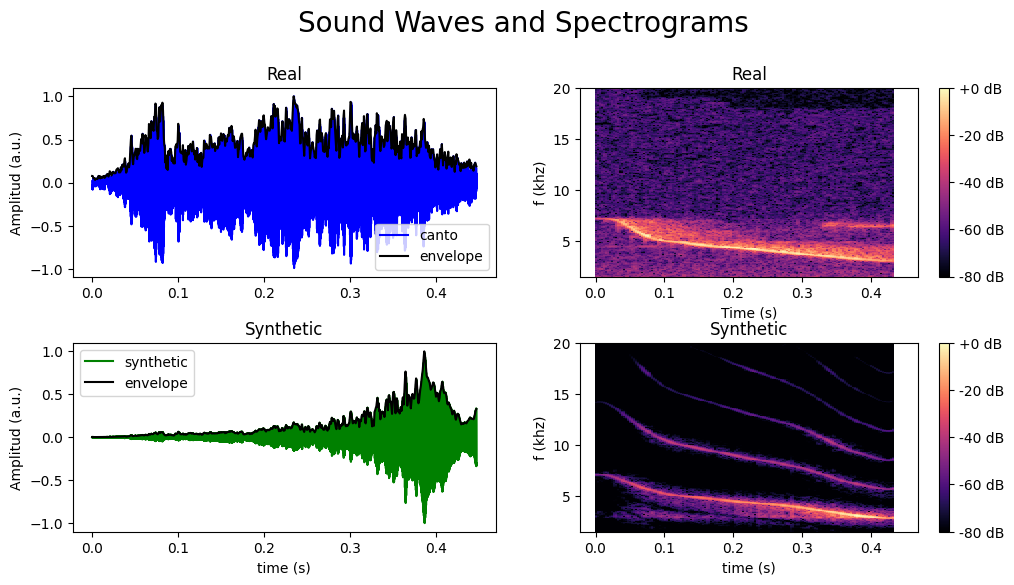 Sound Waves and Spectrograms
Real
1.0
0.5
0.0
−0.5
−1.0
Amplitud (a.u.)
canto
envelope
0.0 0.1 0.2 0.3 0.4
Real
20
15
10
5
f (khz)
0.0 0.1 0.2 0.3 0.4
Time (s)
+0 dB
-20 dB
-40 dB
-60 dB
-80 dB
Synthetic
1.0
0.5
0.0
−0.5
−1.0
Amplitud (a.u.)
synthetic
envelope
0.0 0.1 0.2 0.3 0.4
time (s)
Synthetic
20
15
10
5
f (khz)
0.0 0.1 0.2 0.3 0.4
time (s)
+0 dB
-20 dB
-40 dB
-60 dB
-80 dB